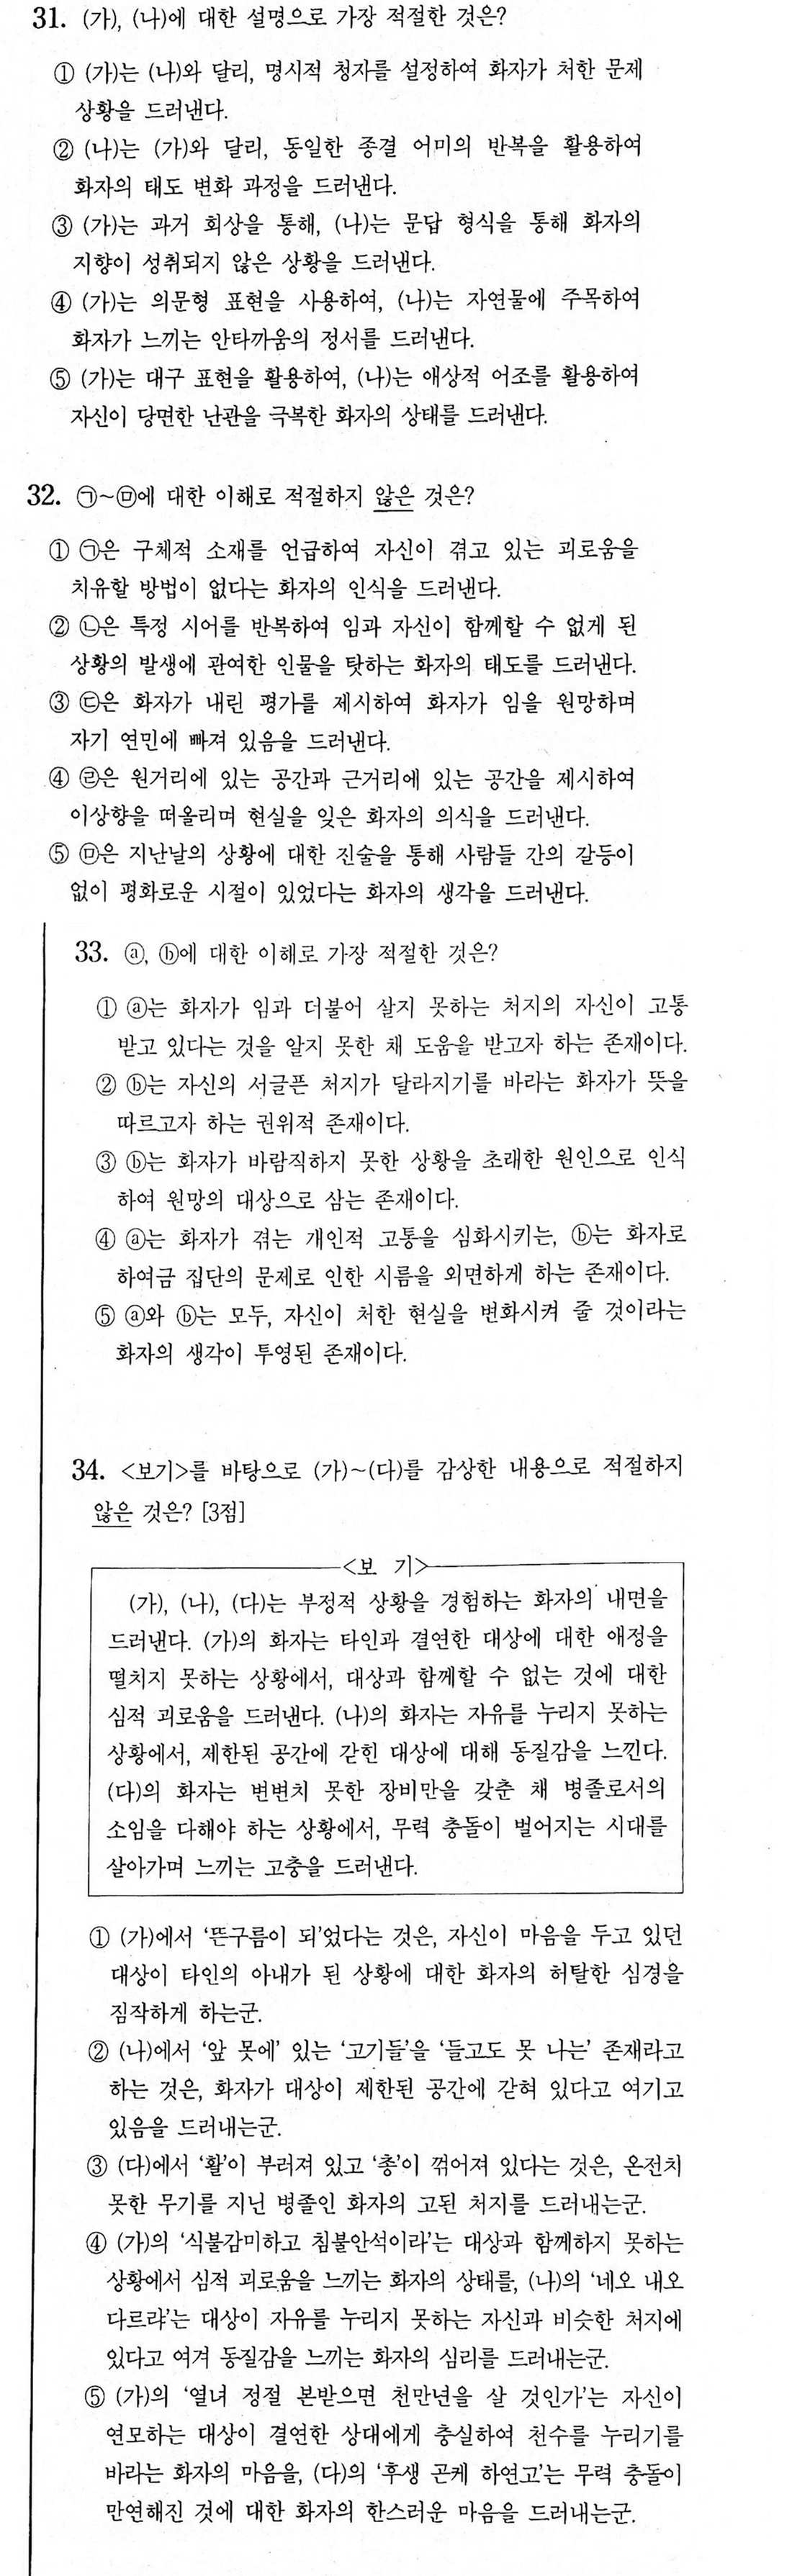 31. (가), (나)에 대한 설명으로 가장 적절한 것은?
① (가)는 (나)와 달리, 명시적 청자를 설정하여 화자가 처한 문제
상황을 드러낸다.
② (나)는 (가)와 달리, 동일한 종결 어미의 반복을 활용하여
화자의 태도 변화 과정을 드러낸다.
③ (가)는 과거 회상을 통해, (나)는 문답 형식을 통해 화자의
지향이 성취되지 않은 상황을 드러낸다.
④ (가)는 의문형 표현을 사용하여, (나)는 자연물에 주목하여
화자가 느끼는 안타까움의 정서를 드러낸다.
⑤ (가)는 대구 표현을 활용하여, (나)는 애상적 어조를 활용하여
자신이 당면한 난관을 극복한 화자의 상태를 드러낸다.
32. ㉠~㉤에 대한 이해로 적절하지 않은 것은?
① ㉠은 구체적 소재를 언급하여 자신이 겪고 있는 괴로움을
치유할 방법이 없다는 화자의 인식을 드러낸다.
② ㉡은 특정 시어를 반복하여 임과 자신이 함께할 수 없게 된
상황의 발생에 관여한 인물을 탓하는 화자의 태도를 드러낸다.
③ ㉢은 화자가 내린 평가를 제시하여 화자가 임을 원망하며
자기 연민에 빠져 있음을 드러낸다.
④ ㉣은 원거리에 있는 공간과 근거리에 있는 공간을 제시하여
이상향을 떠올리며 현실을 잊은 화자의 의식을 드러낸다.
⑤ ㉤은 지난날의 상황에 대한 진술을 통해 사람들 간의 갈등이
없이 평화로운 시절이 있었다는 화자의 생각을 드러낸다.
33. ⓐ, ⓑ에 대한 이해로 가장 적절한 것은?
① ⓐ는 화자가 임과 더불어 살지 못하는 처지의 자신이 고통
받고 있다는 것을 알지 못한 채 도움을 받고자 하는 존재이다.
② ⓑ는 자신의 서글픈 처지가 달라지기를 바라는 화자가 뜻을
따르고자 하는 권위적 존재이다.
③ ⓑ는 화자가 바람직하지 못한 상황을 초래한 원인으로 인식
하여 원망의 대상으로 삼는 존재이다.
④ ⓐ는 화자가 겪는 개인적 고통을 심화시키는, ⓑ는 화자로
하여금 집단의 문제로 인한 시름을 외면하게 하는 존재이다.
⑤ ⓐ와 ⓑ는 모두, 자신이 처한 현실을 변화시켜 줄 것이라는
화자의 생각이 투영된 존재이다.
34. <보기>를 바탕으로 (가)~(다)를 감상한 내용으로 적절하지
않은 것은? [3점]
<보 기>
(가), (나), (다)는 부정적 상황을 경험하는 화자의 내면을
드러낸다. (가)의 화자는 타인과 결연한 대상에 대한 애정을
떨치지 못하는 상황에서, 대상과 함께할 수 없는 것에 대한
심적 괴로움을 드러낸다. (나)의 화자는 자유를 누리지 못하는
상황에서, 제한된 공간에 갇힌 대상에 대해 동질감을 느낀다.
(다)의 화자는 변변치 못한 장비만을 갖춘 채 병졸로서의
소임을 다해야 하는 상황에서, 무력 충돌이 벌어지는 시대를
살아가며 느끼는 고충을 드러낸다.
① (가)에서 ‘뜬구름이 되’었다는 것은, 자신이 마음을 두고 있던
대상이 타인의 아내가 된 상황에 대한 화자의 허탈한 심경을
짐작하게 하는군.
② (나)에서 ‘앞 못에’ 있는 ‘고기들’을 ‘들고도 못 나는’ 존재라고
하는 것은, 화자가 대상이 제한된 공간에 갇혀 있다고 여기고
있음을 드러내는군.
③ (다)에서 ‘활’이 부러져 있고 ‘총’이 꺾어져 있다는 것은, 온전치
못한 무기를 지닌 병졸인 화자의 고된 처지를 드러내는군.
④ (가)의 ‘식불감미하고 침불안석이라’는 대상과 함께하지 못하는
상황에서 심적 괴로움을 느끼는 화자의 상태를, (나)의 ‘네오 내오
다르랴’는 대상이 자유를 누리지 못하는 자신과 비슷한 처지에
있다고 여겨 동질감을 느끼는 화자의 심리를 드러내는군.
⑤ (가)의 ‘열녀 정절 본받으면 천만년을 살 것인가’는 자신이
연모하는 대상이 결연한 상대에게 충실하여 천수를 누리기를
바라는 화자의 마음을, (다)의 ‘후생 곤케 하연고’는 무력 충돌이
만연해진 것에 대한 화자의 한스러운 마음을 드러내는군.